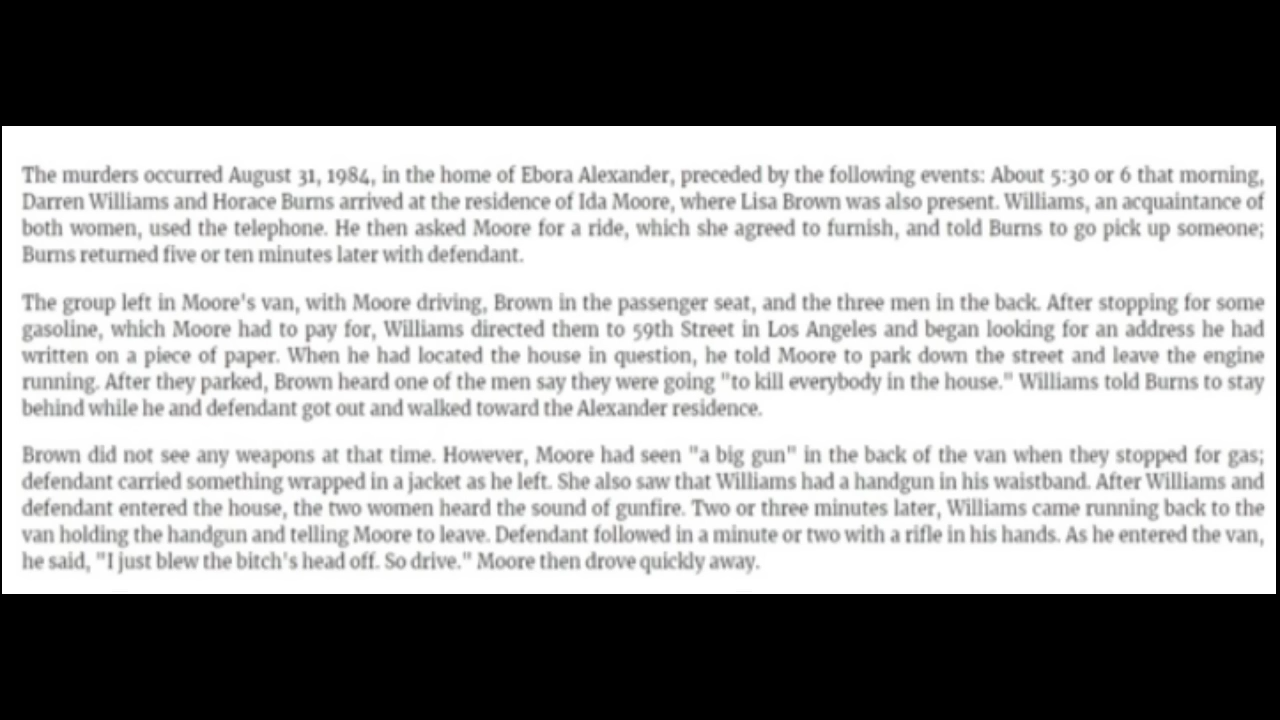 The murders occurred August 31, 1984, in the home of Ebora Alexander, preceded by the following events: About 5:30 or 6 that morning,
Darren Williams and Horace Burns arrived at the residence of Ida Moore, where Lisa Brown was also present. Williams, an acquaintance of
both women, used the telephone. He then asked Moore for a ride, which she agreed to furnish, and told Burns to go pick up someone;
Burns returned five or ten minutes later with defendant.
The group left in Moore's van, with Moore driving, Brown in the passenger seat, and the three men in the back. After stopping for some
gasoline, which Moore had to pay for, Williams directed them to 59th Street in Los Angeles and began looking for an address he had
written on a piece of paper. When he had located the house in question, he told Moore to park down the street and leave the engine
running. After they parked, Brown heard one of the men say they were going "to kill everybody in the house." Williams told Burns to stay
behind while he and defendant got out and walked toward the Alexander residence.
Brown did not see any weapons at that time. However, Moore had seen "a big gun" in the back of the van when they stopped for gas;
defendant carried something wrapped in a jacket as he left. She also saw that Williams had a handgun in his waistband. After Williams and
defendant entered the house, the two women heard the sound of gunfire. Two or three minutes later, Williams came running back to the
van holding the handgun and telling Moore to leave. Defendant followed in a minute or two with a rifle in his hands. As he entered the van,
he said, "I just blew the bitch's head off. So drive." Moore then drove quickly away.